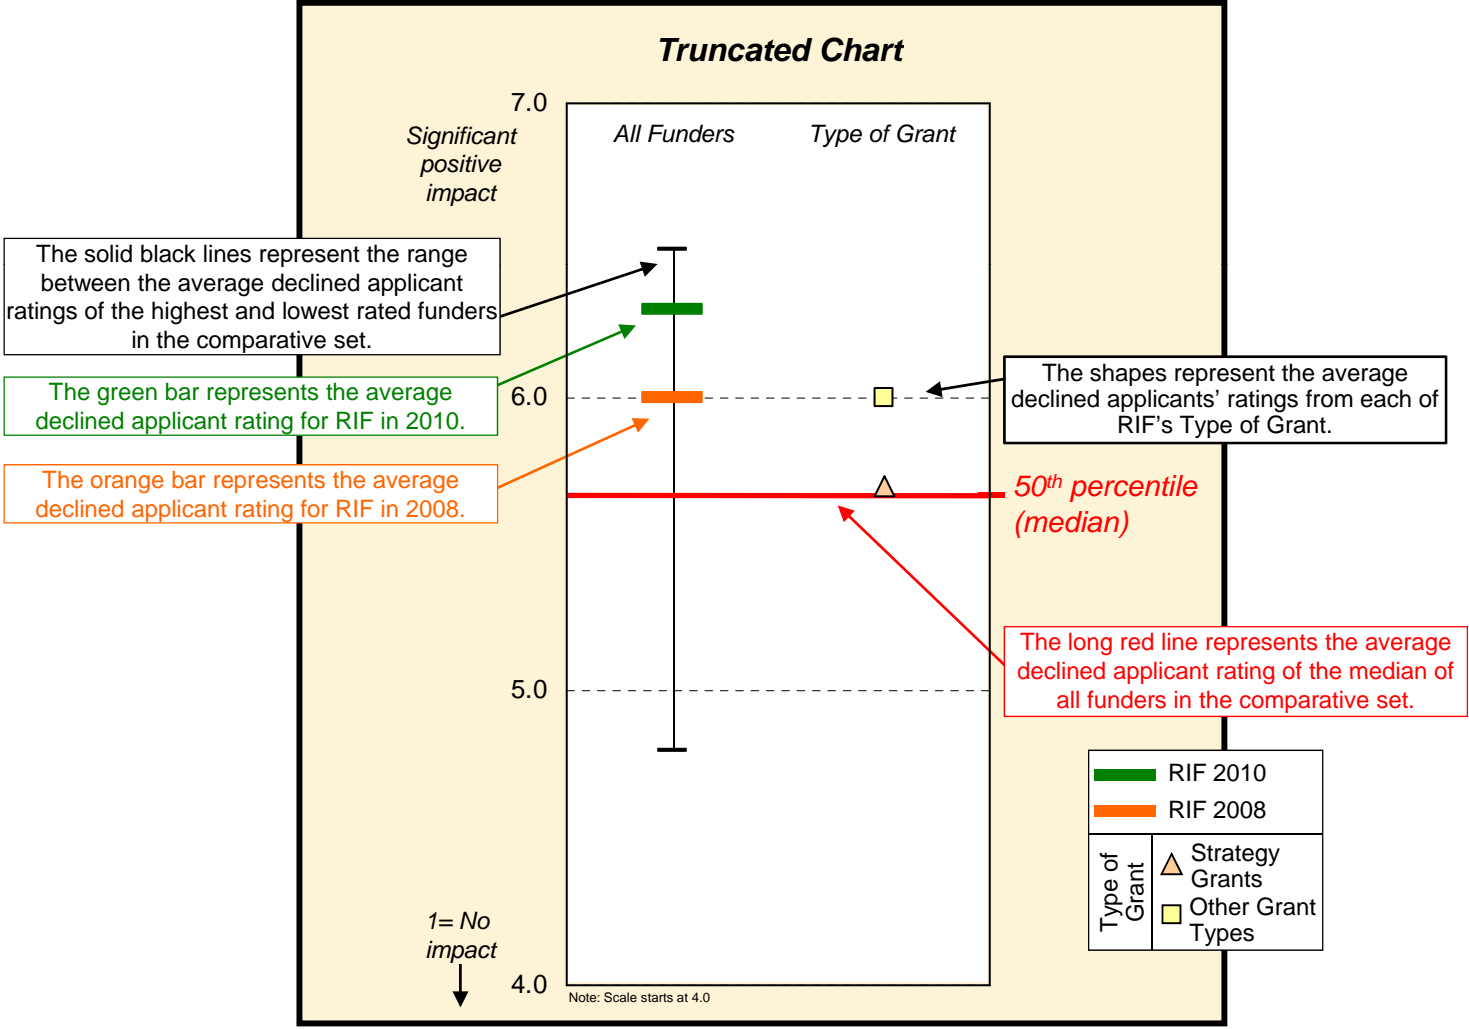 Truncated Chart
7.0
Significant
positive
impact
All Funders
Type of Grant
The solid black lines represent the range
between the average declined applicant
ratings of the highest and lowest rated funders
in the comparative set.
The green bar represents the average
declined applicant rating for RIF in 2010.
6.0
The shapes represent the average
declined applicants’ ratings from each of
RIF’s Type of Grant.
The orange bar represents the average
declined applicant rating for RIF in 2008.
50th percentile
(median)
The long red line represents the average
declined applicant rating of the median of
all funders in the comparative set.
5.0
RIF 2010
RIF 2008
Type of
Grant
Strategy
Grants
Other Grant
Types
1= No
impact
4.0
Note: Scale starts at 4.0